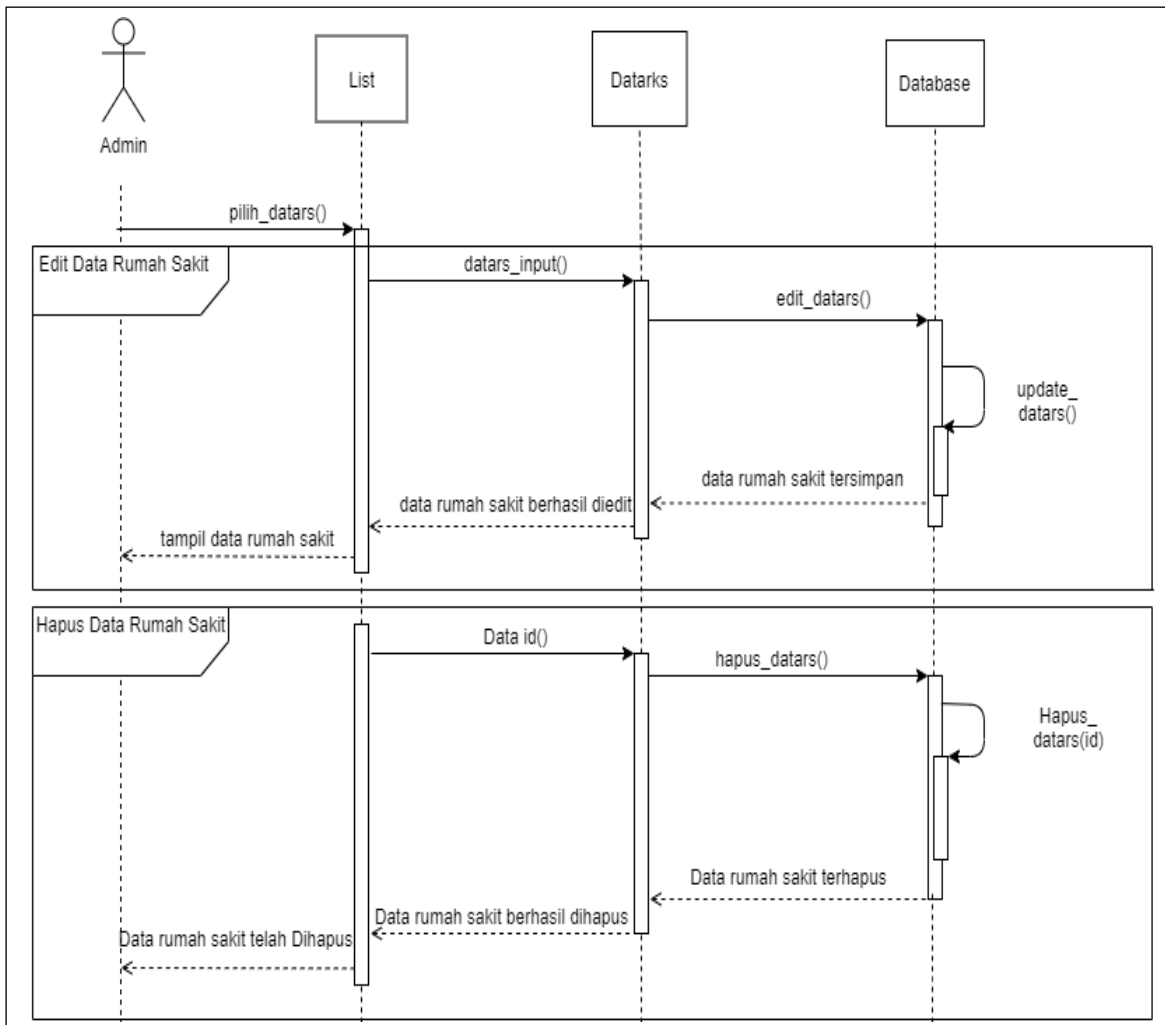 Admin
List
Datarks
Database
pilih_datars()
Edit Data Rumah Sakit
datars_input()
edit_datars()
update_
datars()
data rumah sakit tersimpan
data rumah sakit berhasil diedit
tampil data rumah sakit
Hapus Data Rumah Sakit
Data id()
hapus_datars()
Hapus_
datars(id)
Data rumah sakit terhapus
Data rumah sakit berhasil dihapus
Data rumah sakit telah Dihapus